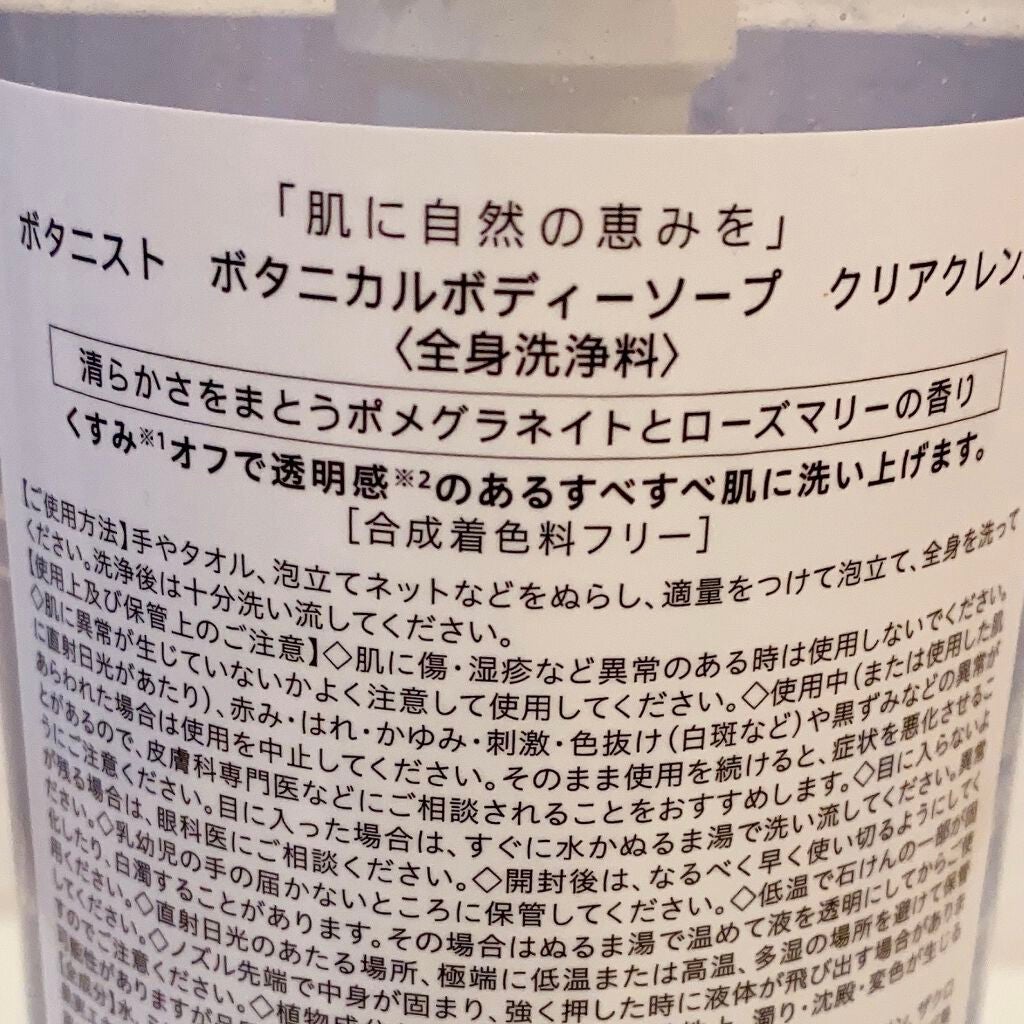 「肌に自然の恵みを」
ボタニスト ボタニカルボディーソープ クリアクレン
〈全身洗浄料〉
清らかさをまとうポメグラネイトとローズマリーの香り
くすみ※1オフで透明感※2のあるすべすべ肌に洗い上げます。
[合成着色料フリー]
【ご使用方法】手やタオル、泡立てネットなどをぬらし、適量をつけて泡立て、全身を洗って
ください。洗浄後は十分洗い流してください。
【使用上及び保管上のご注意】◇肌に傷・湿疹など異常のある時は使用しないでください。
◇肌に異常が生じていないかよく注意して使用してください。◇使用中(または使用した肌
に直射日光があたり)、赤み・はれ・かゆみ・刺激・色抜け(白斑など)や黒ずみなどの異常が
あらわれた場合は使用を中止してください。そのまま使用を続けると、症状を悪化させるこ
とがあるので、皮膚科専門医などにご相談されることをおすすめします。◇目に入らないよ
うにご注意ください。目に入った場合は、すぐに水かぬるま湯で洗い流してください。異常
が残る場合は、眼科医にご相談ください。◇開封後は、なるべく早く使い切るようにしてく
ださい。◇乳幼児の手の届かないところに保管してください。◇低温で石けんの一部が固
化したり、白濁することがあります。その場合はぬるま湯で温めて液を透明にしてからご使
用ください。◇直射日光のあたる場所、極端に低温または高温、多湿の場所を避けて保管
してください。◇ノズル先端で中身が固まり、強く押した時に液体が飛び出す場合がありま
すのでご注意ください。◇植物成分 濁り・沈殿・変色が生じる
可能性がありますが
【全成分】水、 ザクロ